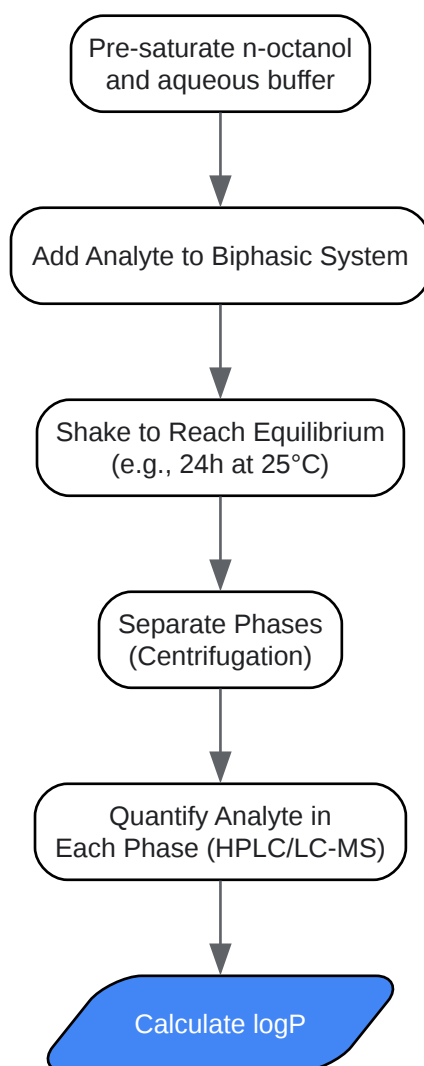 Pre-saturate n-octanol
and aqueous buffer
Add Analyte to Biphasic System
Shake to Reach Equilibrium
(e.g., 24h at 25°C)
Separate Phases
(Centrifugation)
Quantify Analyte in
Each Phase (HPLC/LC-MS)
Calculate logP